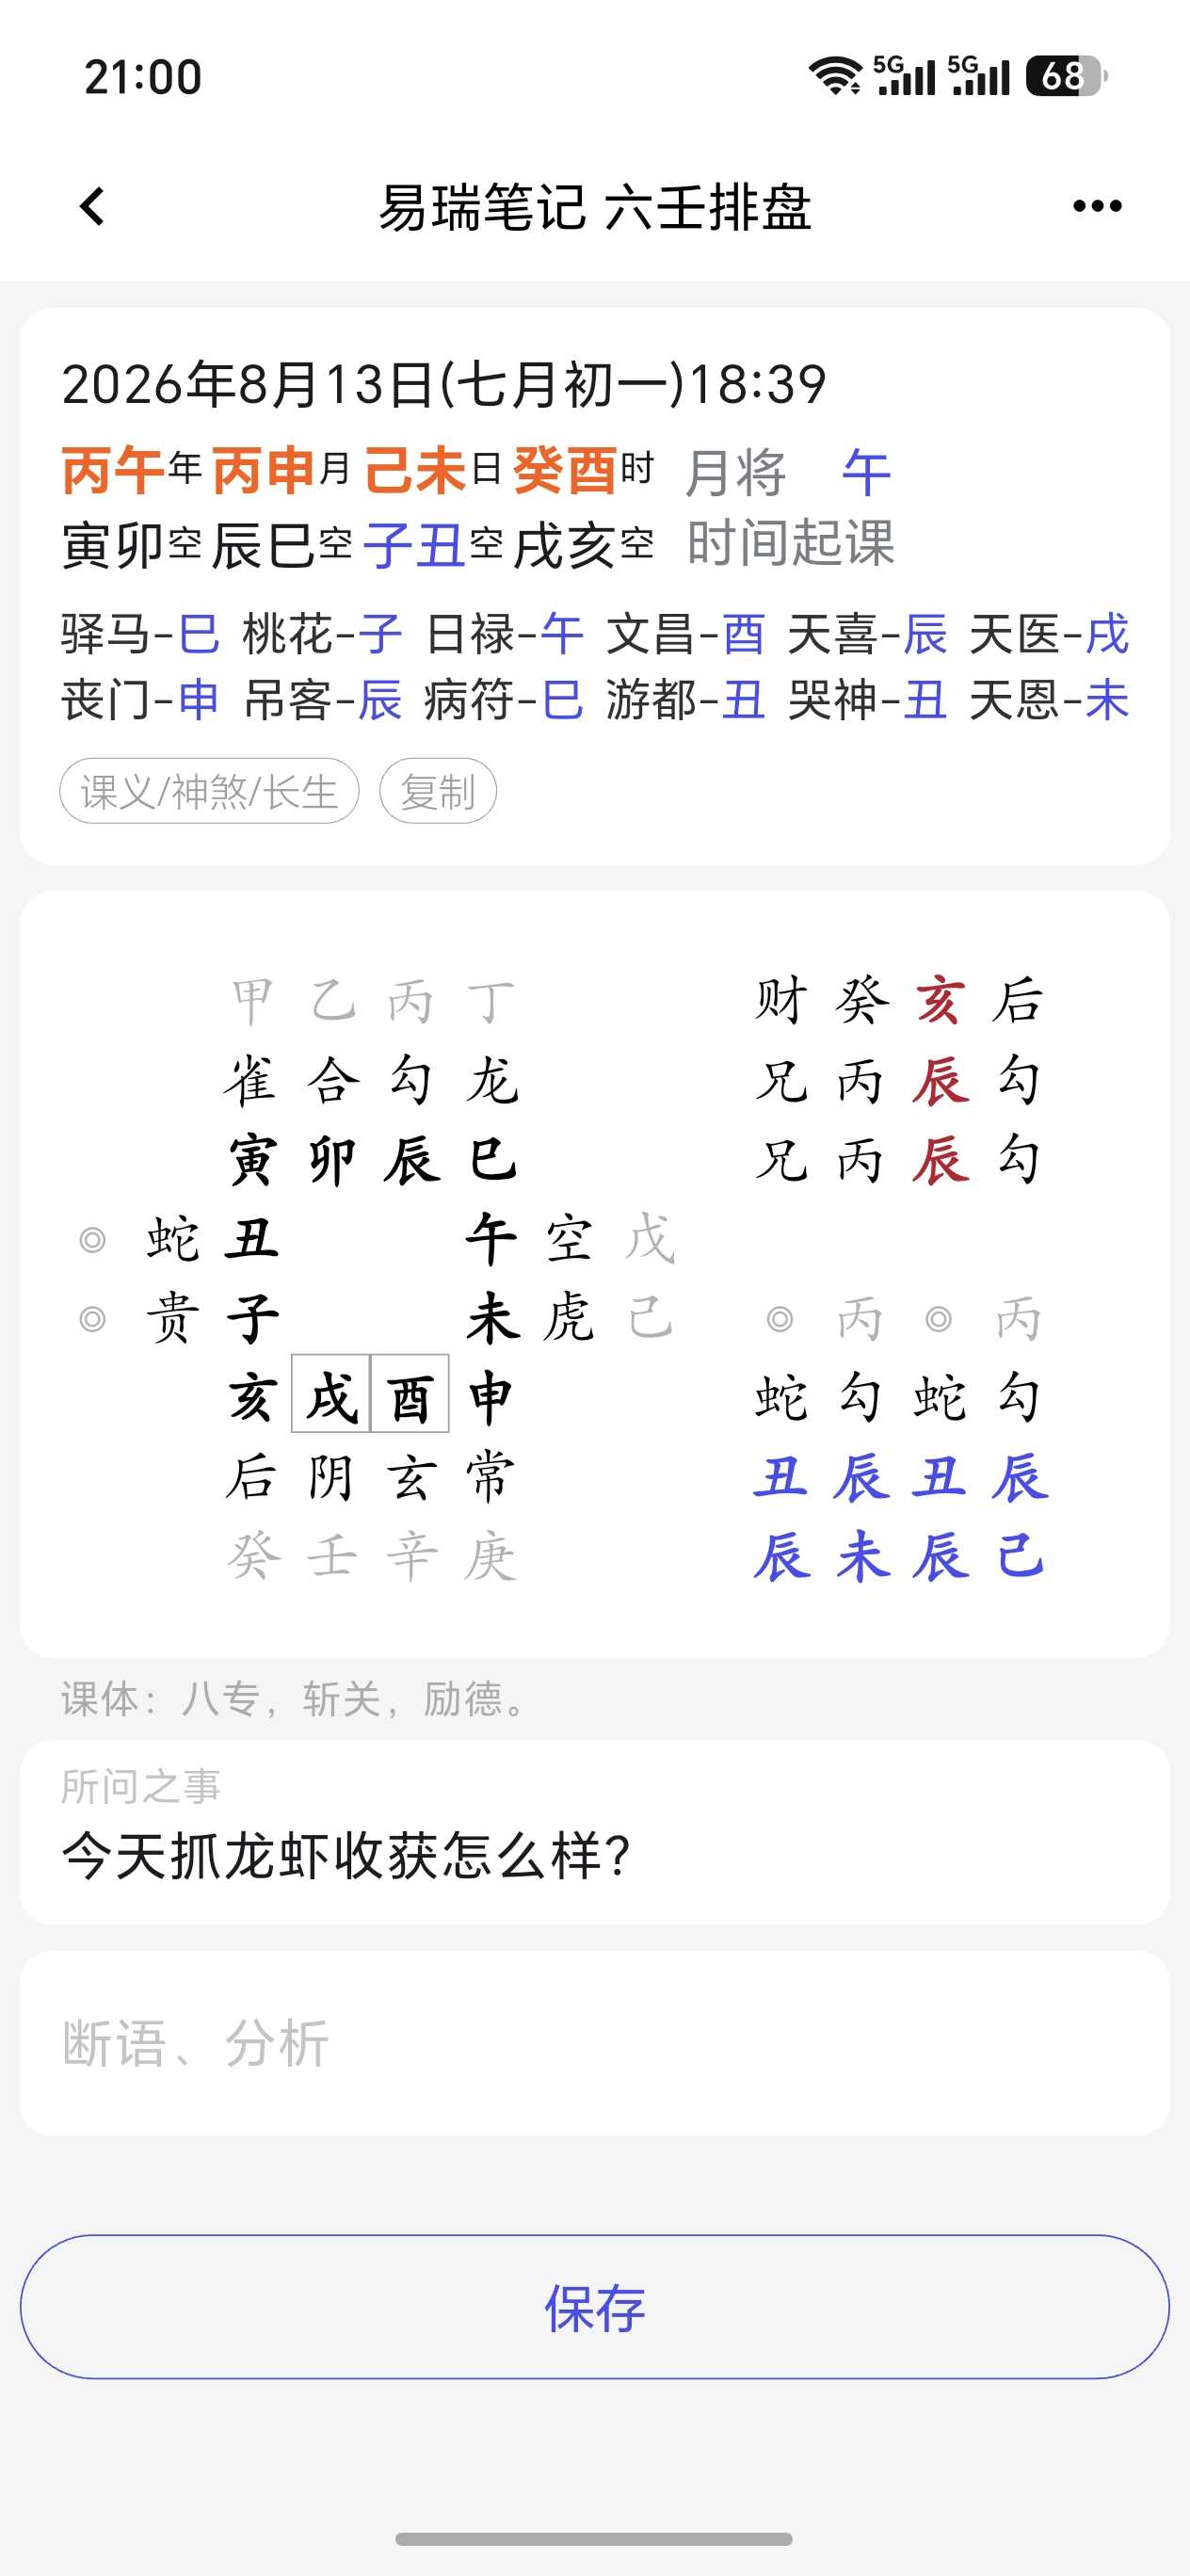 21:00 5G 5G 68
易瑞笔记 六壬排盘
2026年8月13日(七月初一)18:39
丙午年 丙申月 己未日 癸酉时 月将 午
寅卯空 辰巳空 子丑空 戌亥空 时间起课
驿马-巳 桃花-子 日禄-午 文昌-酉 天喜-辰 天医-戌
丧门-申 吊客-辰 病符-巳 游都-丑 哭神-丑 天恩-未
课义/神煞/长生 复制
甲 乙 丙 丁 财 癸 亥 后
雀 合 勾 龙 兄 丙 辰 勾
寅 卯 辰 巳 兄 丙 辰 勾
◎ 蛇 丑 午 空 戊
◎ 贵 子 未 虎 己 ◎ 丙 ◎ 丙
亥 戌 酉 申 蛇 勾 蛇 勾
后 阴 玄 常 丑 辰 丑 辰
癸 壬 辛 庚 辰 未 辰 己
课体：八专，斩关，励德。
所问之事
今天抓龙虾收获怎么样?
断语、分析
保存